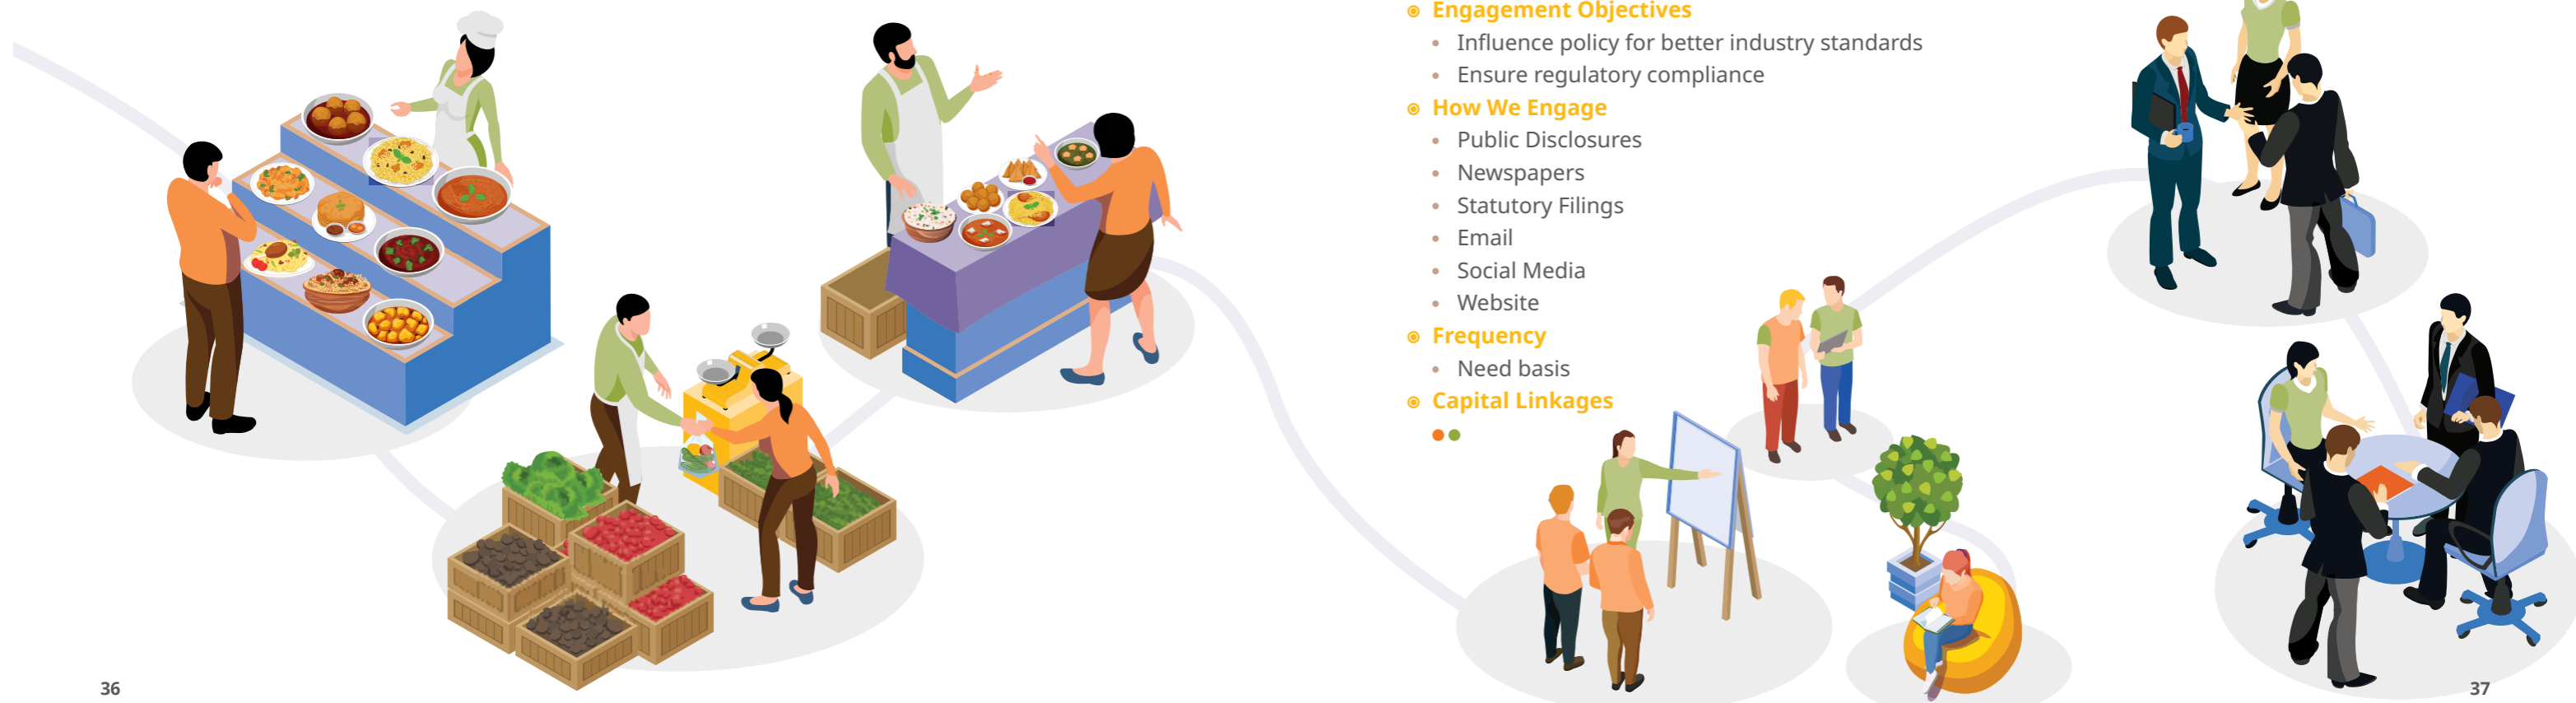 Engagement Objectives
• Influence policy for better industry standards
• Ensure regulatory compliance
How We Engage
• Public Disclosures
• Newspapers
• Statutory Filings
• Email
• Social Media
• Website
Frequency
• Need basis
Capital Linkages
36
37